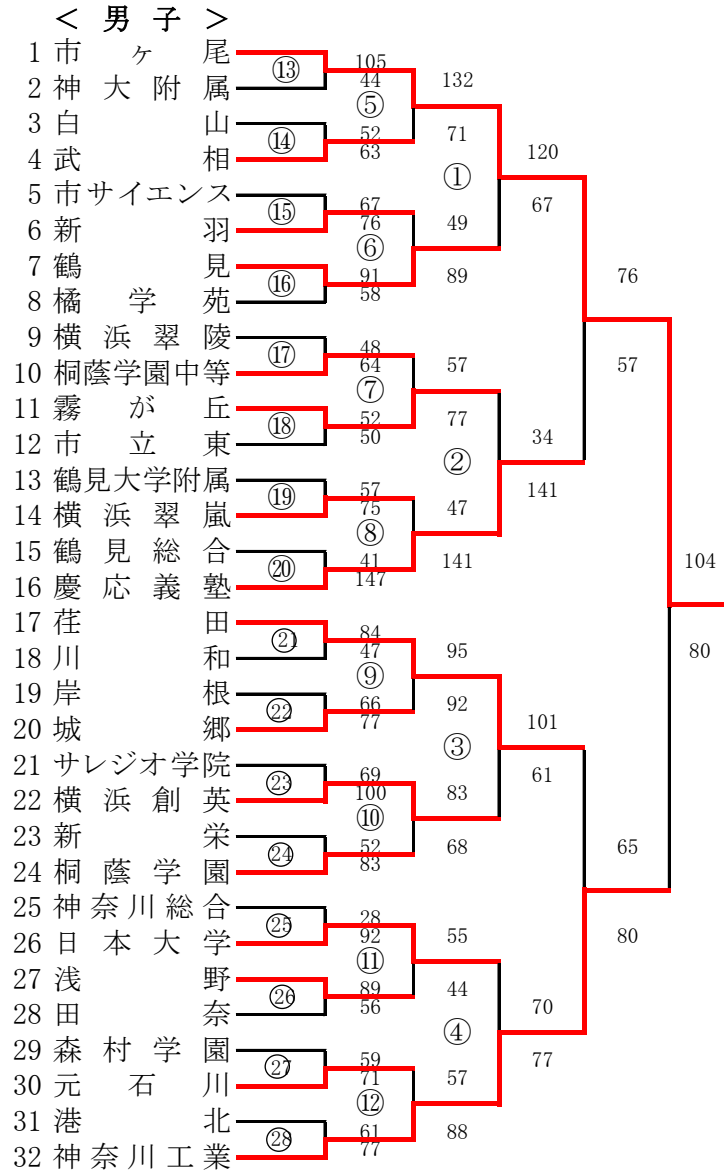 ＜ 男 子 ＞
1 市ヶ尾
⑬
105
2 神大附属
44
132
⑤
3 白山
⑭
52
71
4 武相
63
120
①
5 市サイエンス
⑮
67
67
6 新羽
76
49
⑥
7 鶴見
⑯
91
89
76
8 橘学苑
58
9 横浜翠陵
⑰
48
10 桐蔭学園中等
64
57
57
⑦
11 霧が丘
⑱
52
77
12 市立東
50
34
②
13 鶴見大学附属
⑲
57
141
14 横浜翠嵐
75
47
⑧
15 鶴見総合
⑳
41
141
104
16 慶応義塾
147
17 荏田
㉑
84
18 川和
47
95
80
⑨
19 岸根
㉒
66
92
20 城郷
77
101
③
21 サレジオ学院
㉓
69
61
22 横浜創英
100
83
⑩
23 新栄
㉔
52
68
65
24 桐蔭学園
83
25 神奈川総合
㉕
28
26 日本大学
92
55
80
⑪
27 浅野
㉖
89
44
28 田奈
56
70
④
29 森村学園
㉗
59
77
30 元石川
71
57
⑫
31 港北
㉘
61
88
32 神奈川工業
77